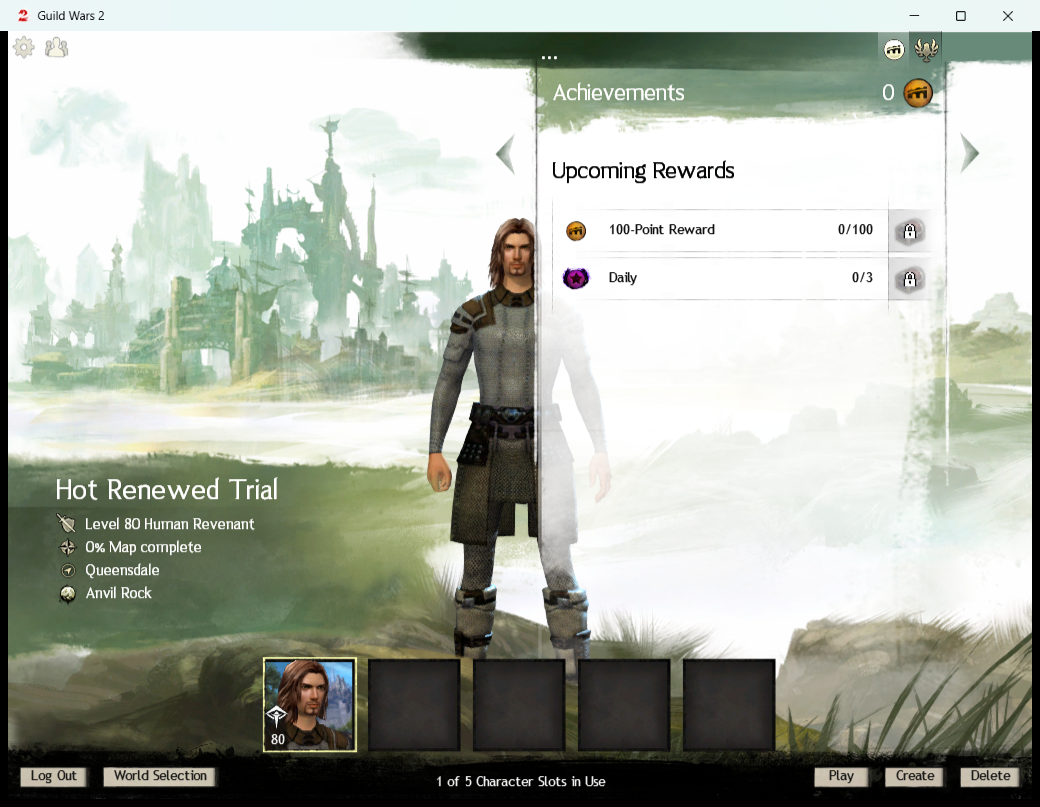 Guild Wars 2
Achievements 0
Upcoming Rewards
100-Point Reward 0/100
Daily 0/3
Hot Renewed Trial
Level 80 Human Revenant
0% Map complete
Queensdale
Anvil Rock
80
Log Out World Selection 1 of 5 Character Slots in Use Play Create Delete